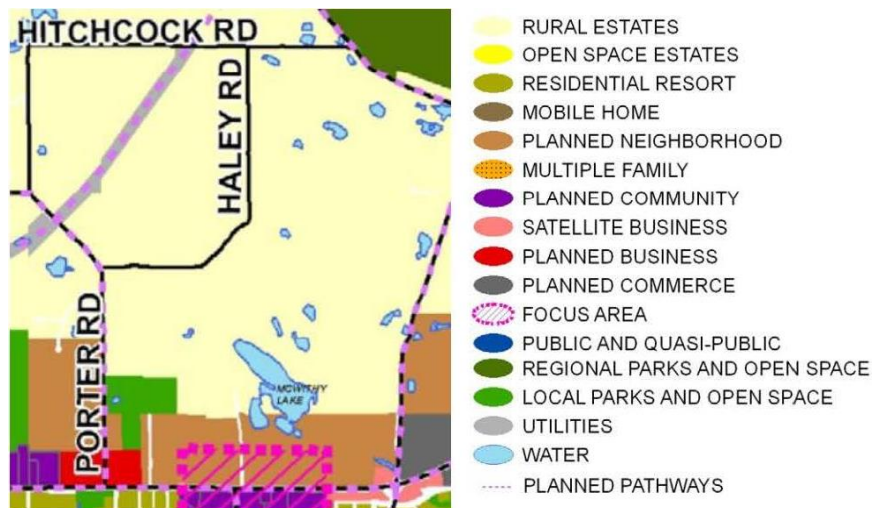 HITCHCOCK RD
HALEY RD
PORTER RD
MCWITHY
LAKE
RURAL ESTATES
OPEN SPACE ESTATES
RESIDENTIAL RESORT
MOBILE HOME
PLANNED NEIGHBORHOOD
MULTIPLE FAMILY
PLANNED COMMUNITY
SATELLITE BUSINESS
PLANNED BUSINESS
PLANNED COMMERCE
FOCUS AREA
PUBLIC AND QUASI-PUBLIC
REGIONAL PARKS AND OPEN SPACE
LOCAL PARKS AND OPEN SPACE
UTILITIES
WATER
PLANNED PATHWAYS